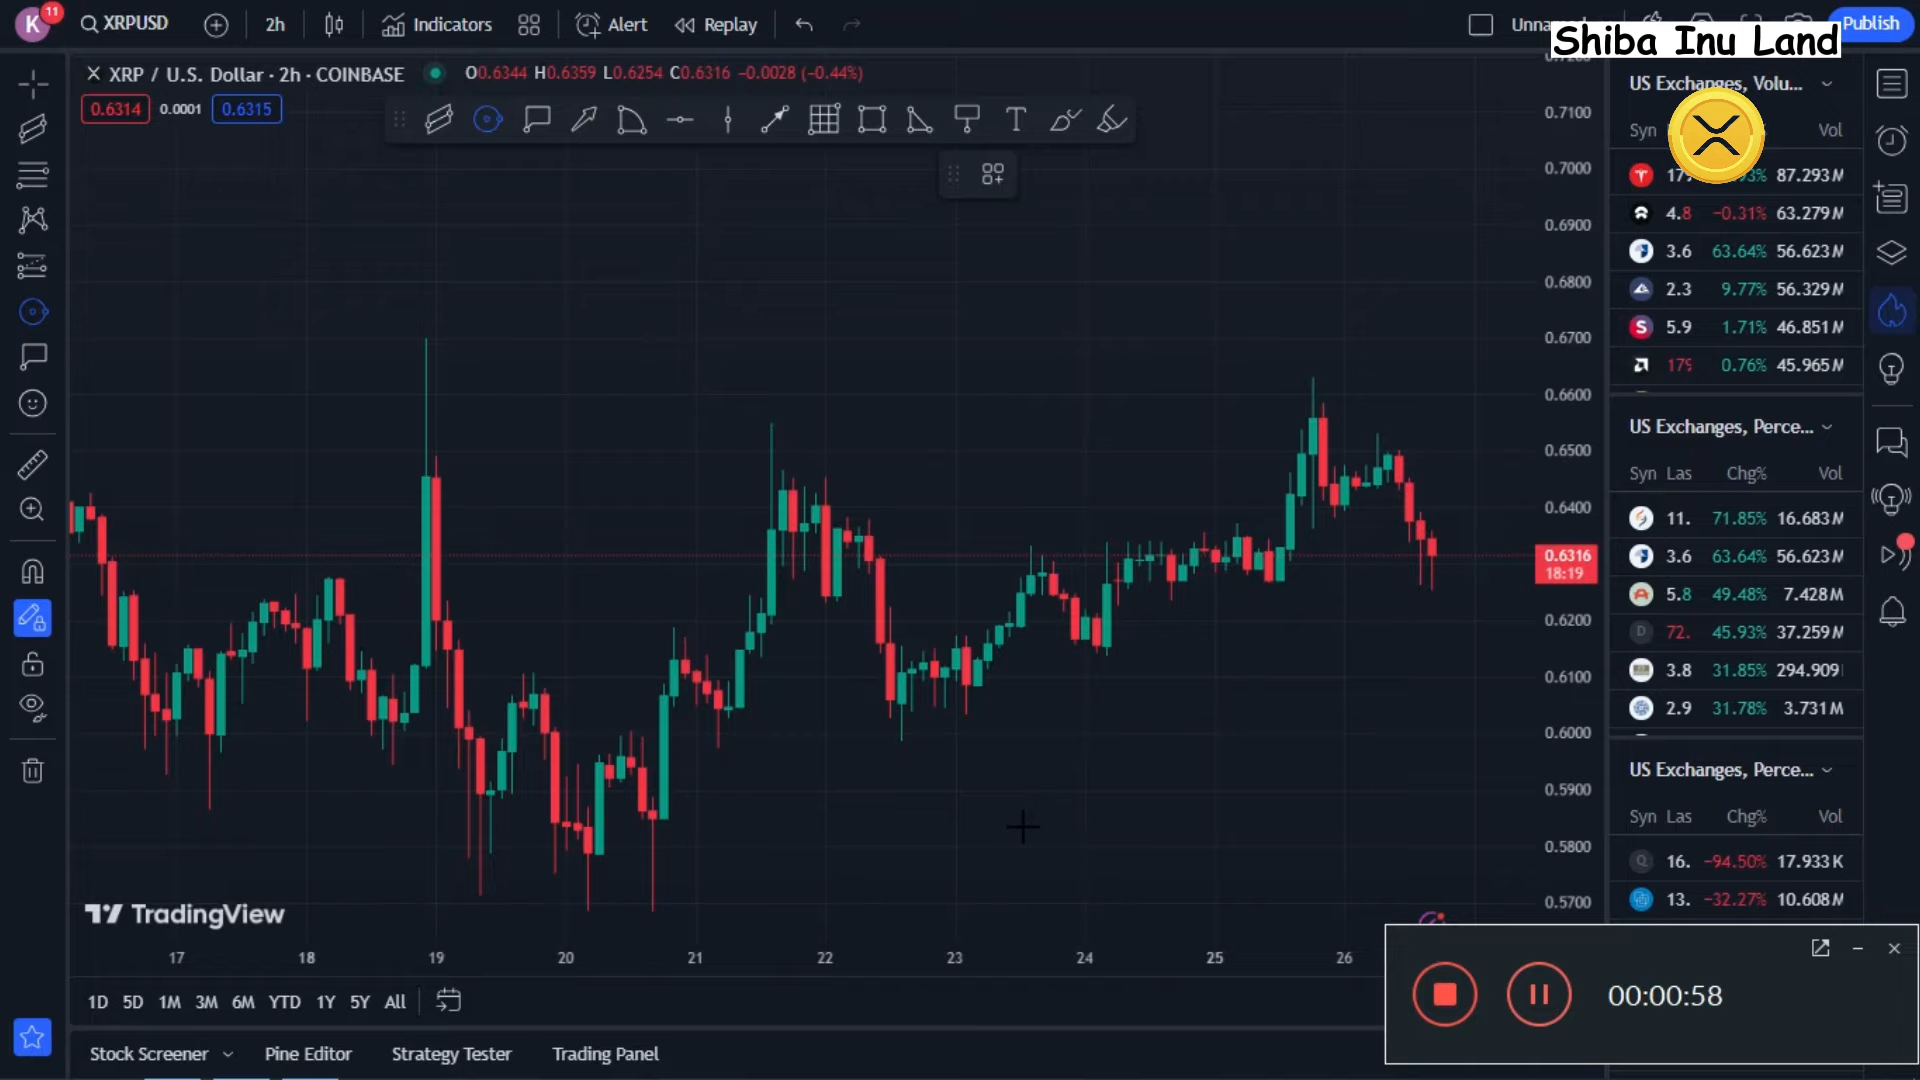 K 11 XRPUSD 2h Indicators Alert Replay Publish
Shiba Inu Land
XRP / U.S. Dollar · 2h · COINBASE O0.6344 H0.6359 L0.6254 C0.6316 −0.0028 (−0.44%)
0.6314 0.0001 0.6315
0.7100
0.7000
0.6900
0.6800
0.6700
0.6600
0.6500
0.6400
0.6316
18:19
0.6200
0.6100
0.6000
0.5900
0.5800
0.5700
17 18 19 20 21 22 23 24 25 26
TradingView
1D 5D 1M 3M 6M YTD 1Y 5Y All
Stock Screener Pine Editor Strategy Tester Trading Panel
US Exchanges, Volu...
Syn Vol
87.293M
4.8 −0.31% 63.279M
3.6 63.64% 56.623M
2.3 9.77% 56.329M
5.9 1.71% 46.851M
179 0.76% 45.965M
US Exchanges, Perce...
Syn Las Chg% Vol
11. 71.85% 16.683M
3.6 63.64% 56.623M
5.8 49.48% 7.428M
D 72. 45.93% 37.259M
3.8 31.85% 294.909
2.9 31.78% 3.731M
US Exchanges, Perce...
Syn Las Chg% Vol
Q 16. −94.50% 17.933K
13. −32.27% 10.608M
00:00:58